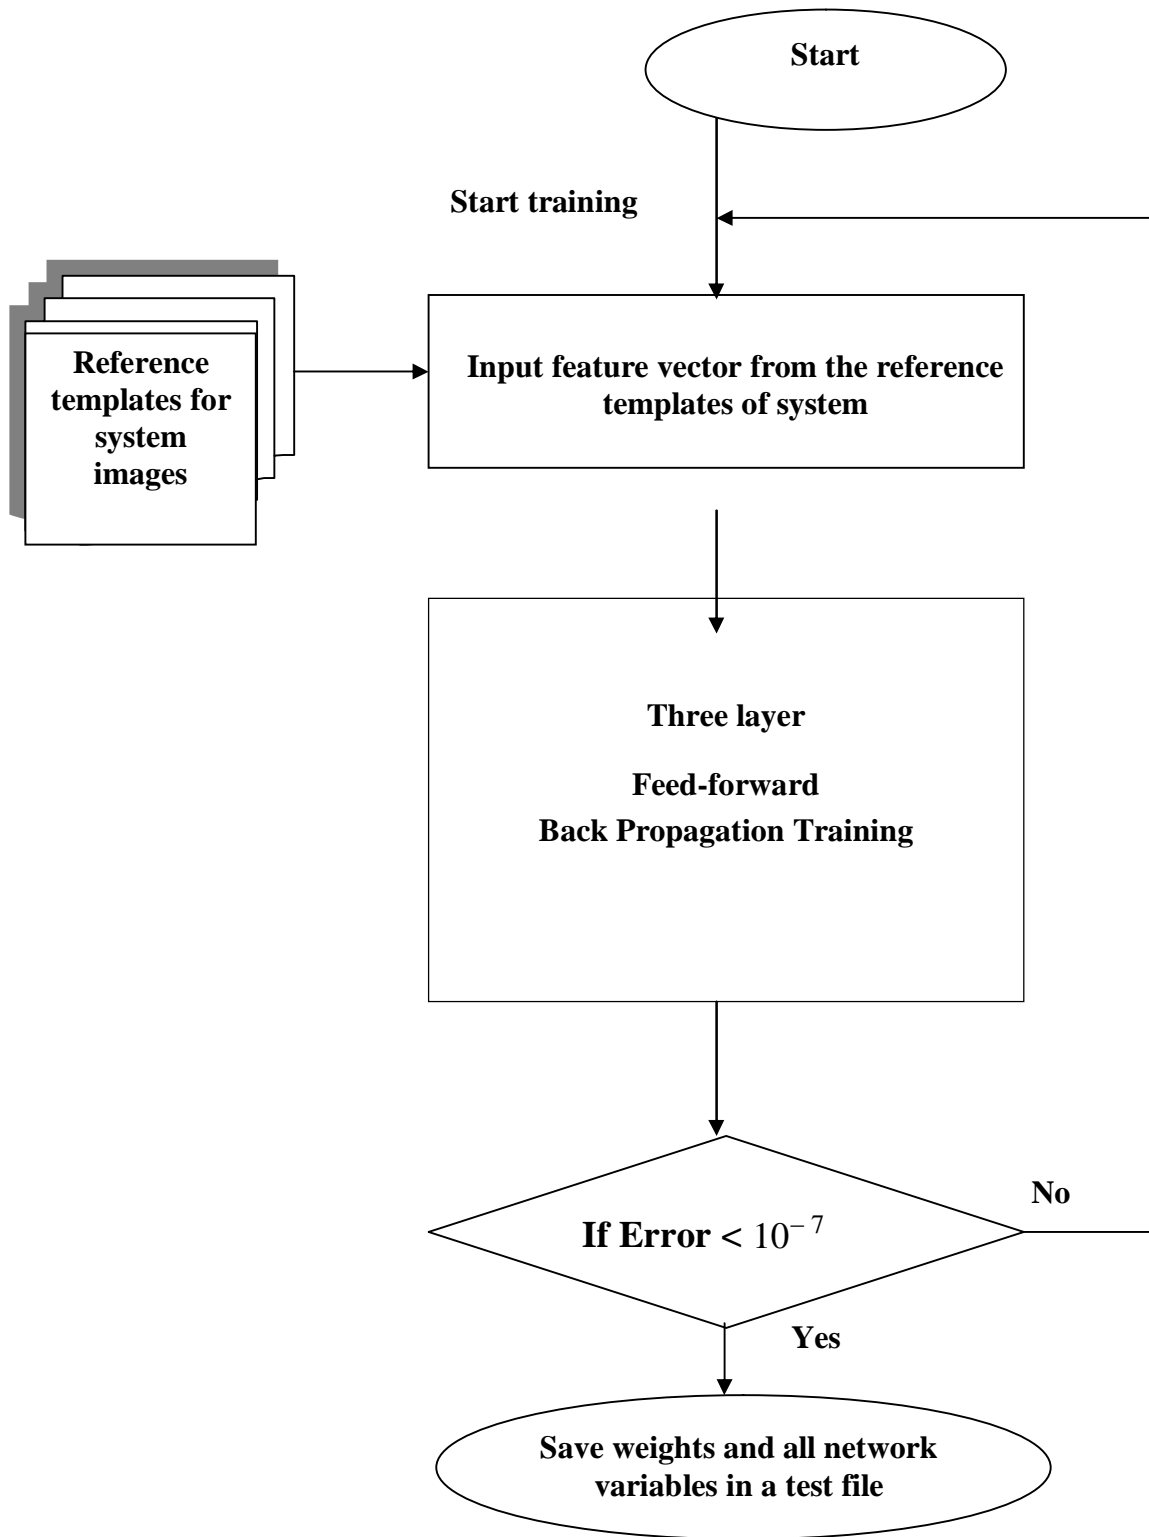 Start
Start training
Reference
templates for
system
images
Input feature vector from the reference
templates of system
Three layer
Feed-forward
Back Propagation Training
If Error < 10⁻⁷
No
Yes
Save weights and all network
variables in a test file